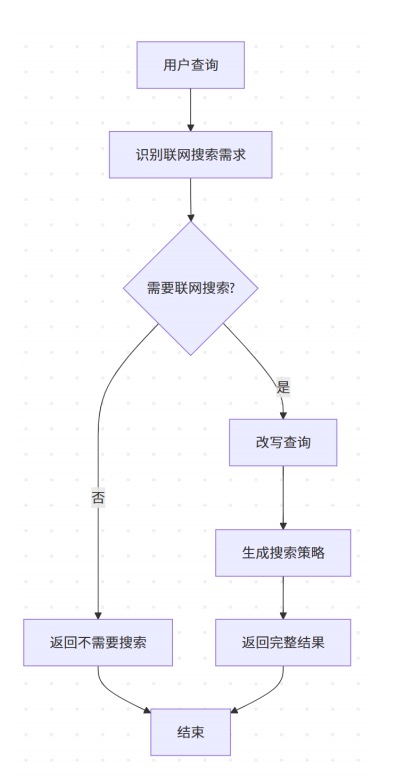 用户查询
识别联网搜索需求
需要联网搜索?
是
改写查询
否
生成搜索策略
返回不需要搜索
返回完整结果
结束